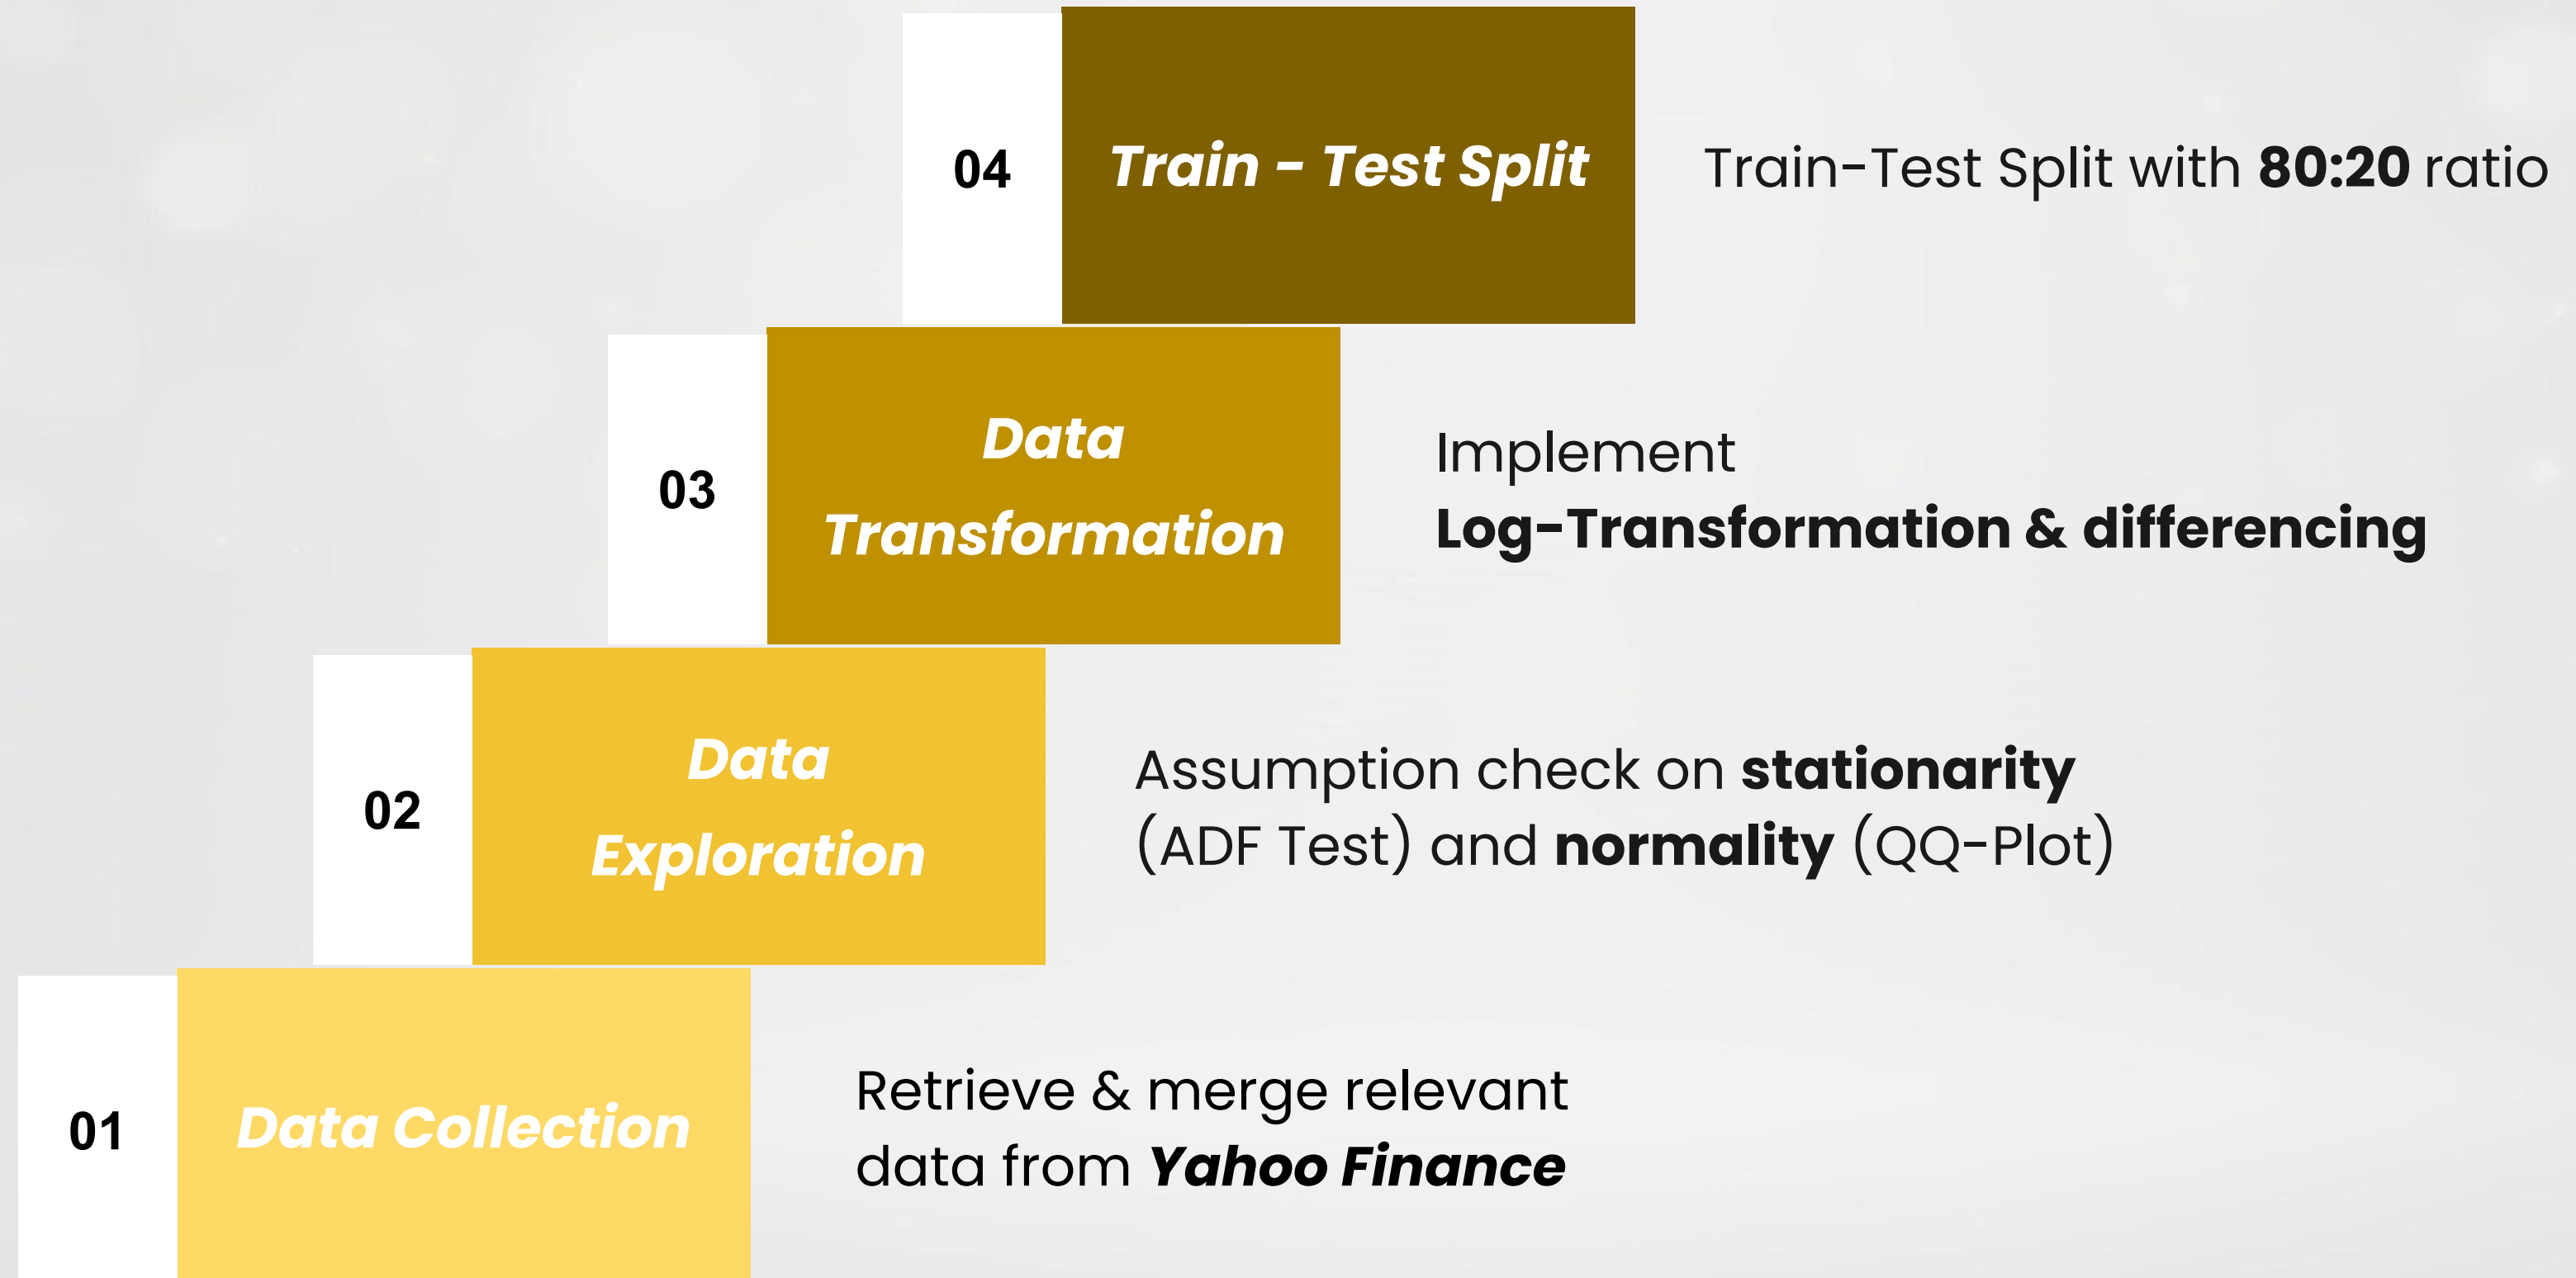 04
Train - Test Split
Train-Test Split with 80:20 ratio
03
Data
Transformation
Implement
Log-Transformation & differencing
02
Data
Exploration
Assumption check on stationarity
(ADF Test) and normality (QQ-Plot)
01
Data Collection
Retrieve & merge relevant
data from Yahoo Finance